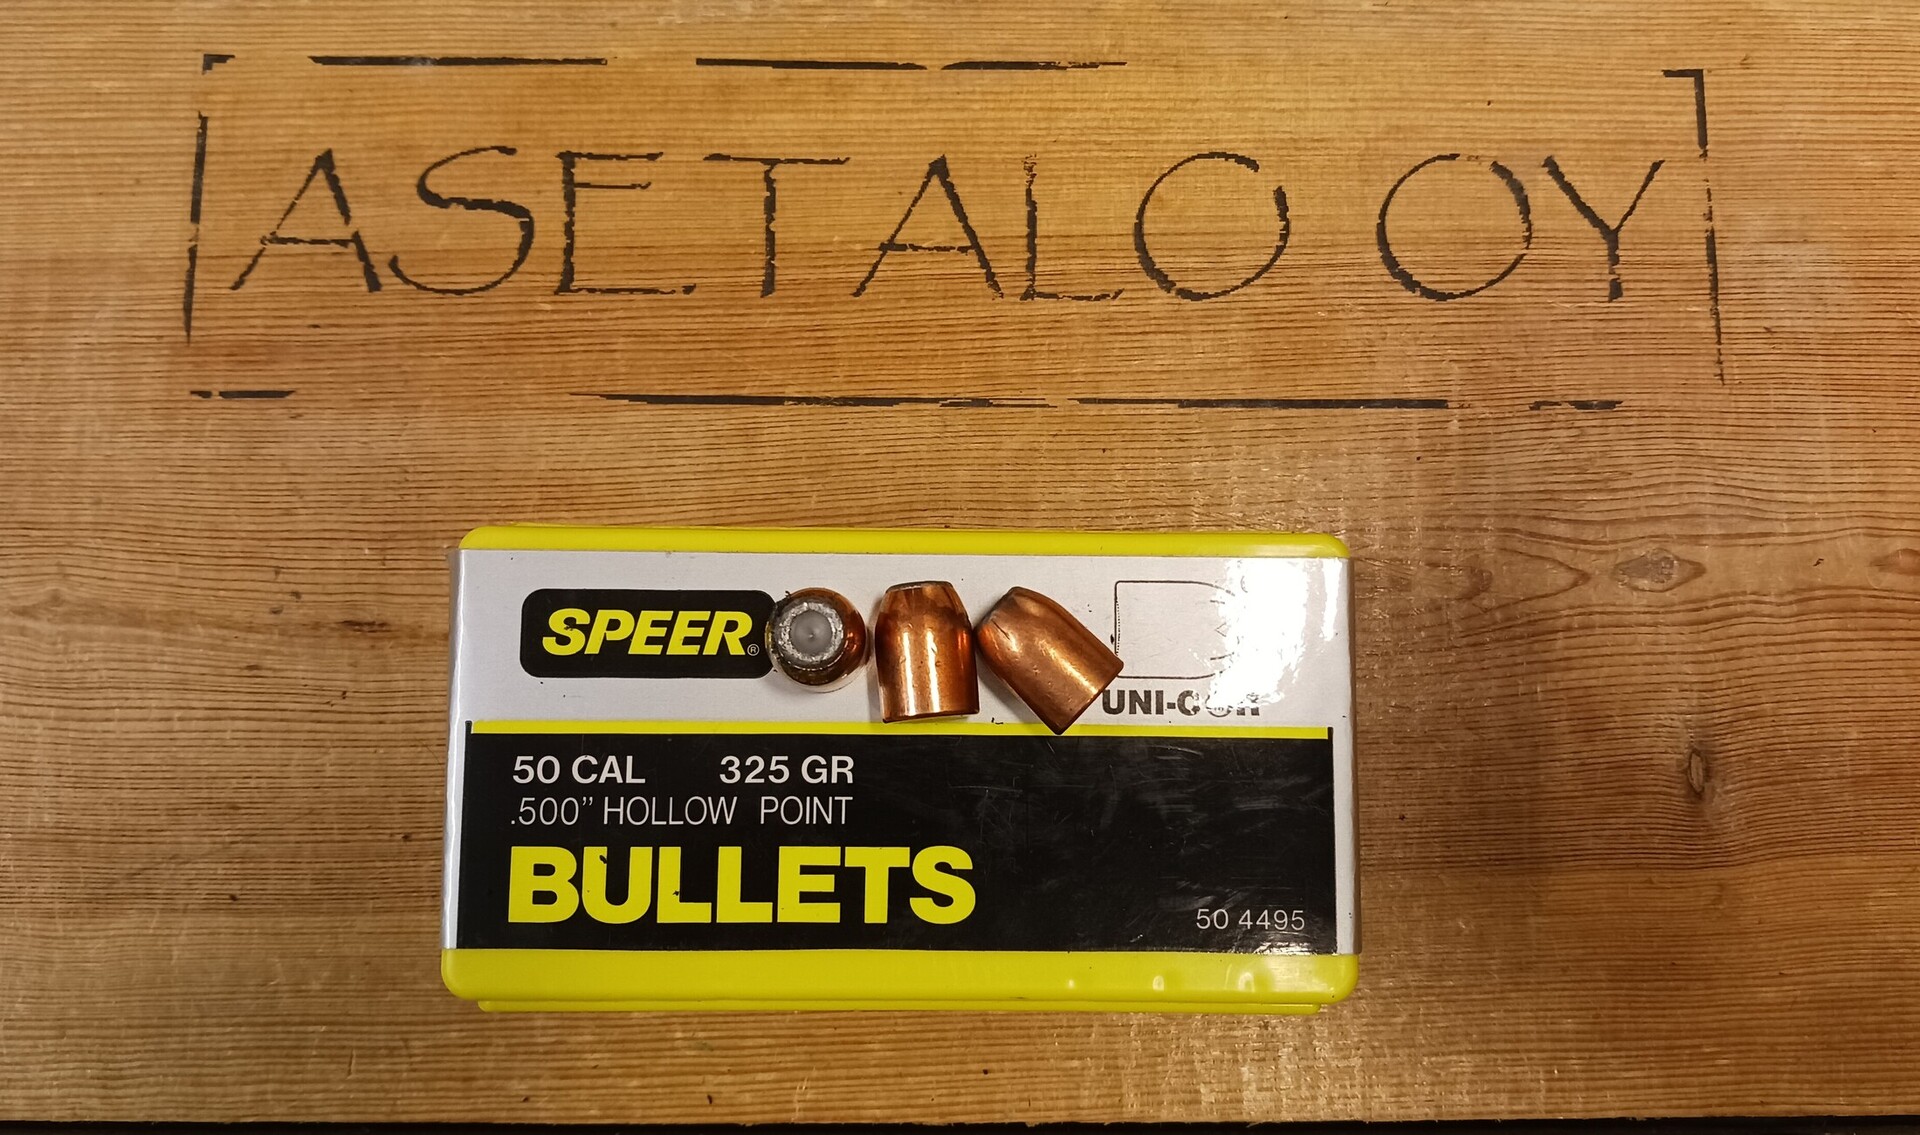 ASETALO OY
SPEER®
UNI-COR
50 CAL 325 GR
.500” HOLLOW POINT
BULLETS
50 4495